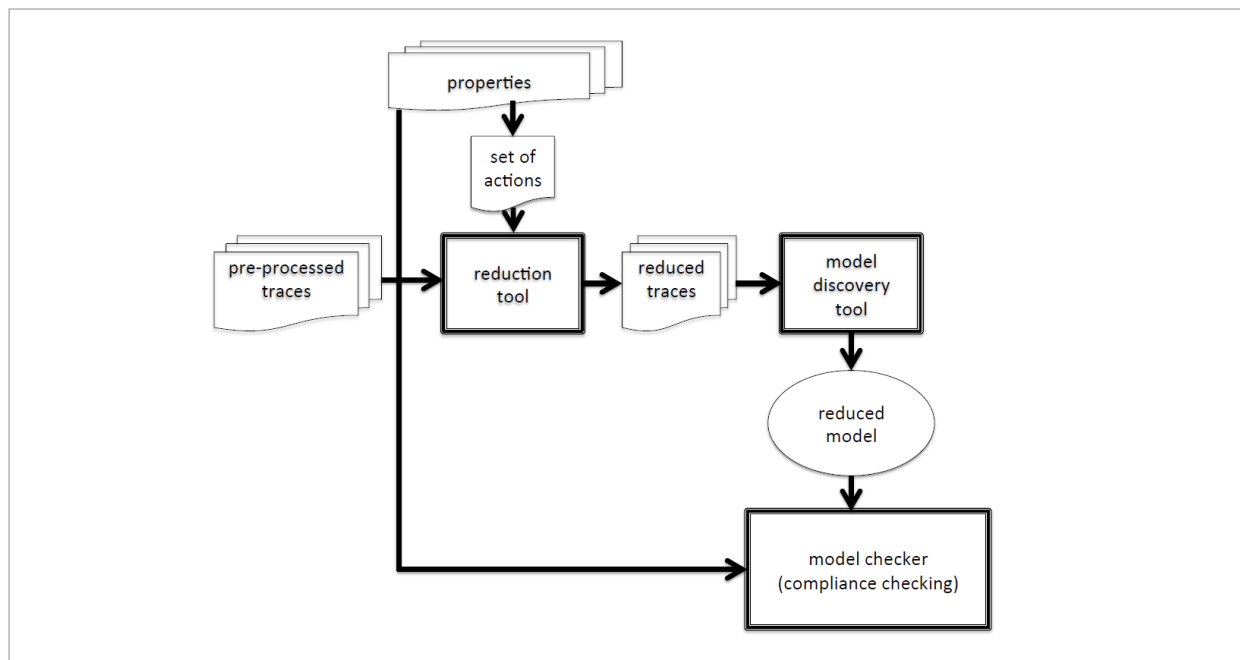 properties
set of
actions
pre-processed
traces
reduction
tool
reduced
traces
model
discovery
tool
reduced
model
model checker
(compliance checking)